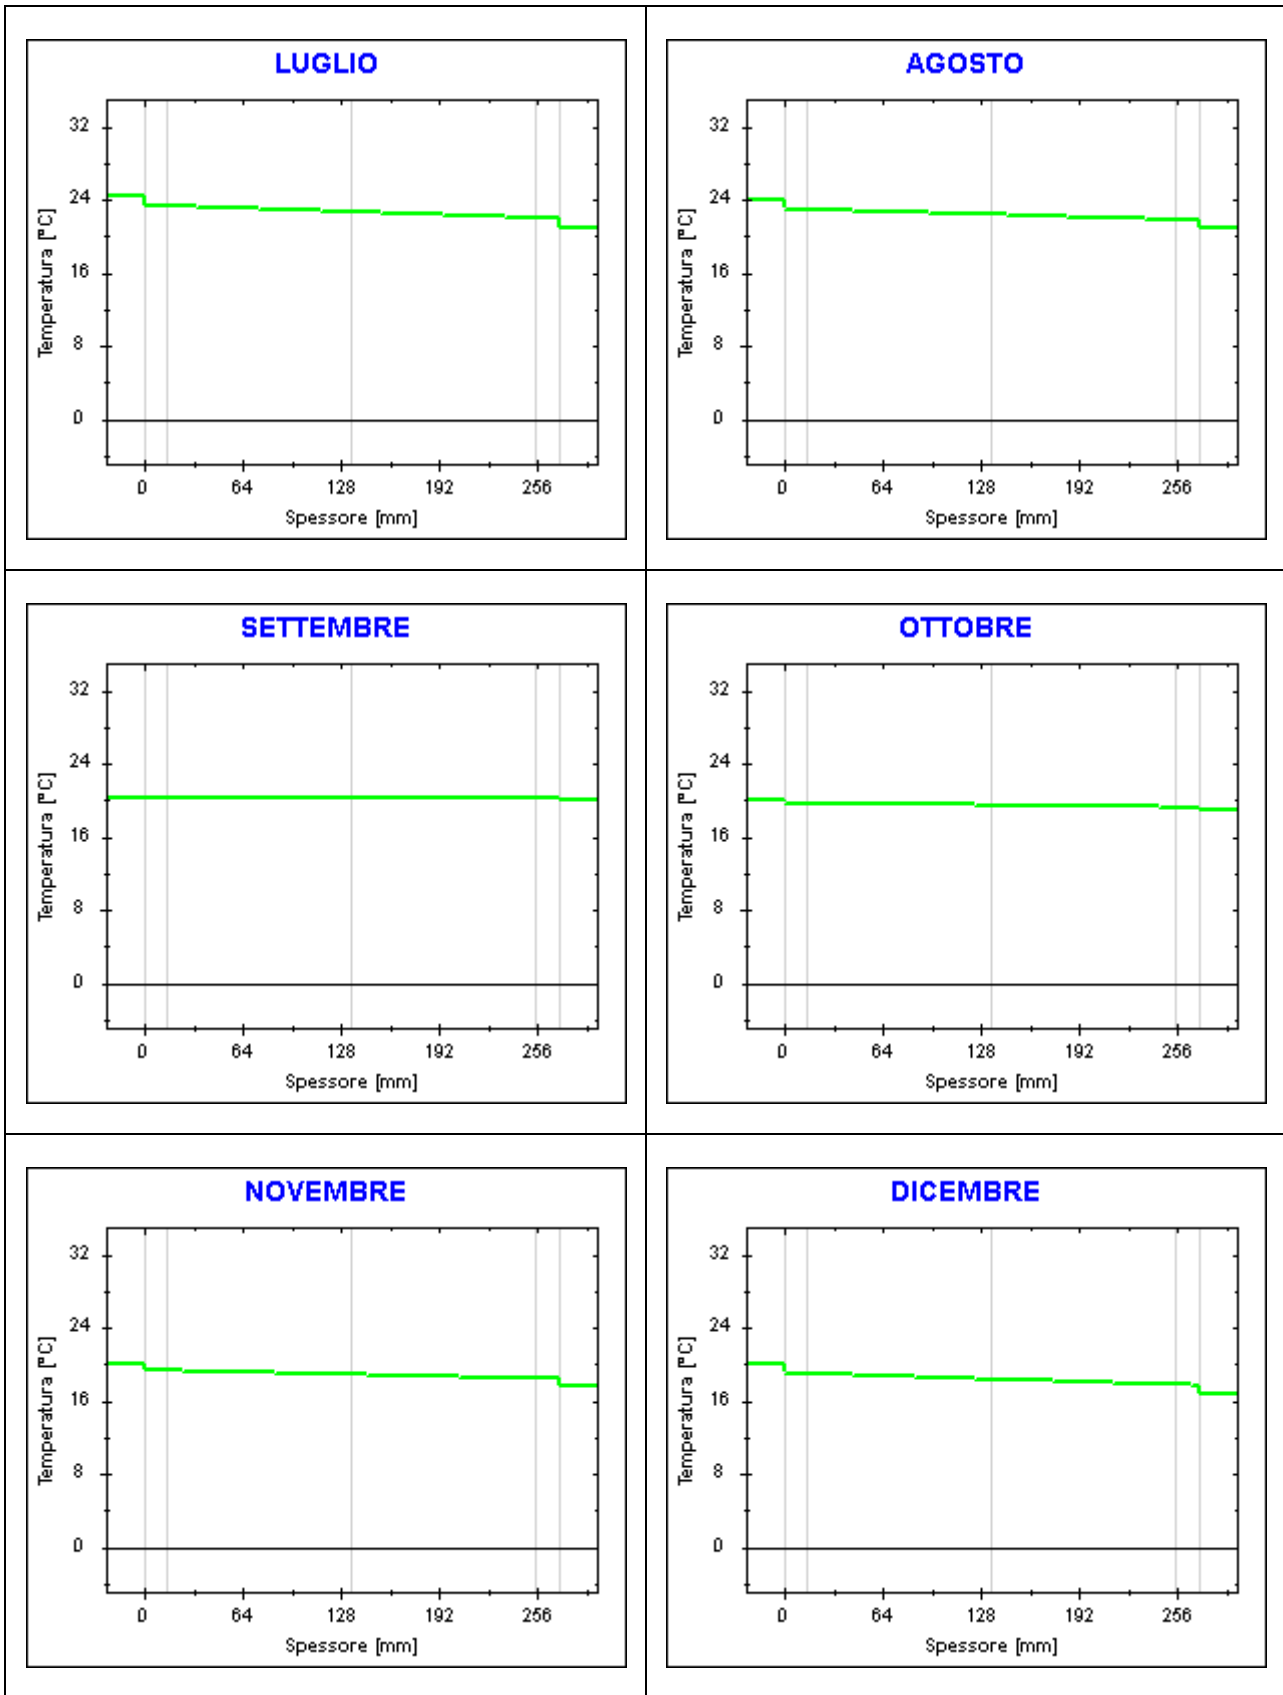 LUGLIO
Temperatura [°C]
32
24
16
8
0
0 64 128 192 256
Spessore [mm]
AGOSTO
Temperatura [°C]
32
24
16
8
0
0 64 128 192 256
Spessore [mm]
SETTEMBRE
Temperatura [°C]
32
24
16
8
0
0 64 128 192 256
Spessore [mm]
OTTOBRE
Temperatura [°C]
32
24
16
8
0
0 64 128 192 256
Spessore [mm]
NOVEMBRE
Temperatura [°C]
32
24
16
8
0
0 64 128 192 256
Spessore [mm]
DICEMBRE
Temperatura [°C]
32
24
16
8
0
0 64 128 192 256
Spessore [mm]